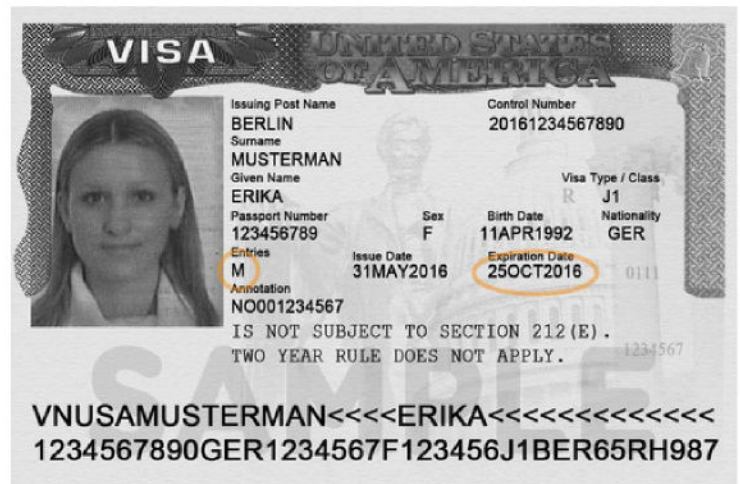 VISA UNITED STATES OF AMERICA
Issuing Post Name Control Number
BERLIN 20161234567890
Surname
MUSTERMAN
Given Name Visa Type / Class
ERIKA R J1
Passport Number Sex Birth Date Nationality
123456789 F 11APR1992 GER
Entries Issue Date Expiration Date
M 31MAY2016 25OCT2016 0111
Annotation
NO001234567
IS NOT SUBJECT TO SECTION 212(E).
TWO YEAR RULE DOES NOT APPLY. 1234567
SAMPLE
VNUSAMUSTERMAN<<<<ERIKA<<<<<<<<<<<<<
1234567890GER1234567F123456J1BER65RH987